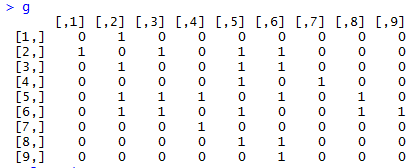 > g
[,1] [,2] [,3] [,4] [,5] [,6] [,7] [,8] [,9]
[1,] 0 1 0 0 0 0 0 0 0
[2,] 1 0 1 0 1 1 0 0 0
[3,] 0 1 0 0 1 1 0 0 0
[4,] 0 0 0 0 1 0 1 0 0
[5,] 0 1 1 1 0 1 0 1 0
[6,] 0 1 1 0 1 0 0 1 1
[7,] 0 0 0 1 0 0 0 0 0
[8,] 0 0 0 0 1 1 0 0 0
[9,] 0 0 0 0 0 1 0 0 0